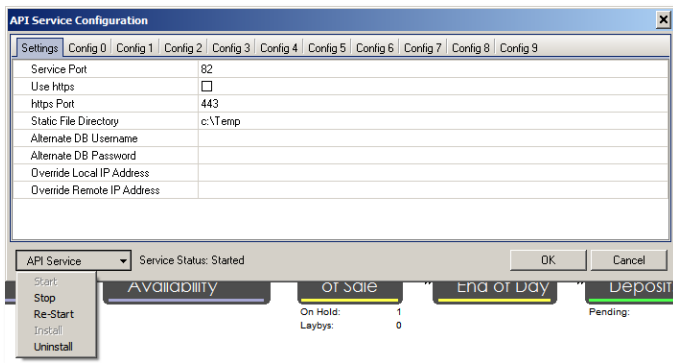 API Service Configuration
Settings Config 0 Config 1 Config 2 Config 3 Config 4 Config 5 Config 6 Config 7 Config 8 Config 9
Service Port 82
Use https
https Port 443
Static File Directory c:\Temp
Alternate DB Username
Alternate DB Password
Override Local IP Address
Override Remote IP Address
API Service Service Status: Started OK Cancel
Start
Stop
Re-Start
Install
Uninstall
Availability of Sale End of Day Deposit
On Hold: 1 Pending:
Laybys: 0